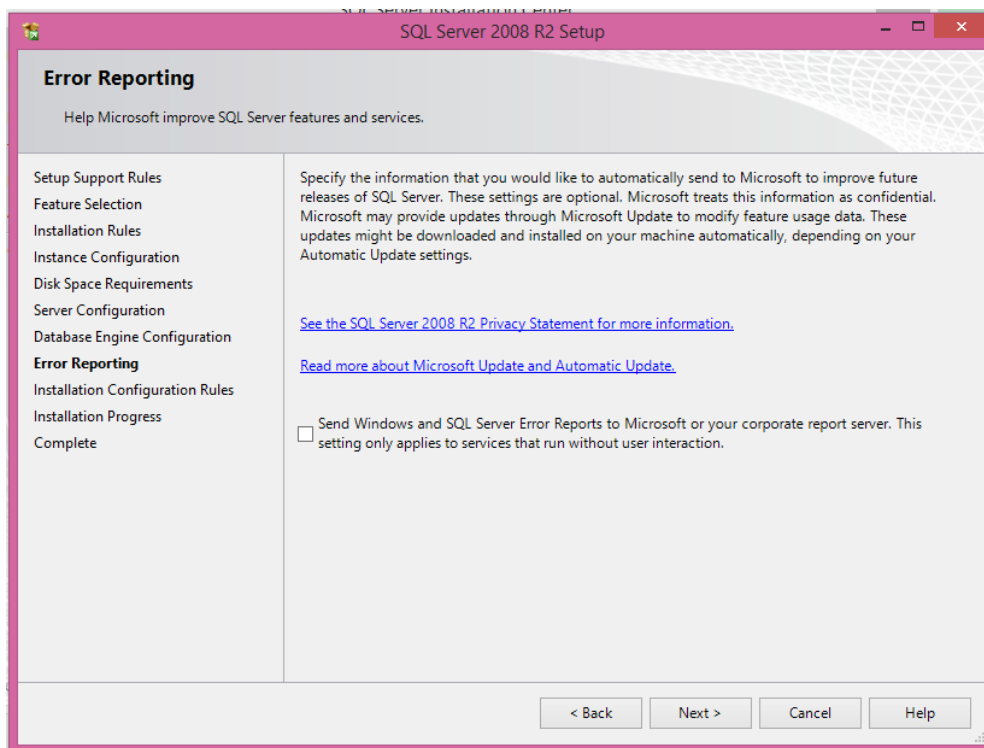 SQL Server Installation Center
SQL Server 2008 R2 Setup
Error Reporting
Help Microsoft improve SQL Server features and services.
Setup Support Rules
Feature Selection
Installation Rules
Instance Configuration
Disk Space Requirements
Server Configuration
Database Engine Configuration
Error Reporting
Installation Configuration Rules
Installation Progress
Complete
Specify the information that you would like to automatically send to Microsoft to improve future
releases of SQL Server. These settings are optional. Microsoft treats this information as confidential.
Microsoft may provide updates through Microsoft Update to modify feature usage data. These
updates might be downloaded and installed on your machine automatically, depending on your
Automatic Update settings.
See the SQL Server 2008 R2 Privacy Statement for more information.
Read more about Microsoft Update and Automatic Update.
Send Windows and SQL Server Error Reports to Microsoft or your corporate report server. This
setting only applies to services that run without user interaction.
< Back
Next >
Cancel
Help